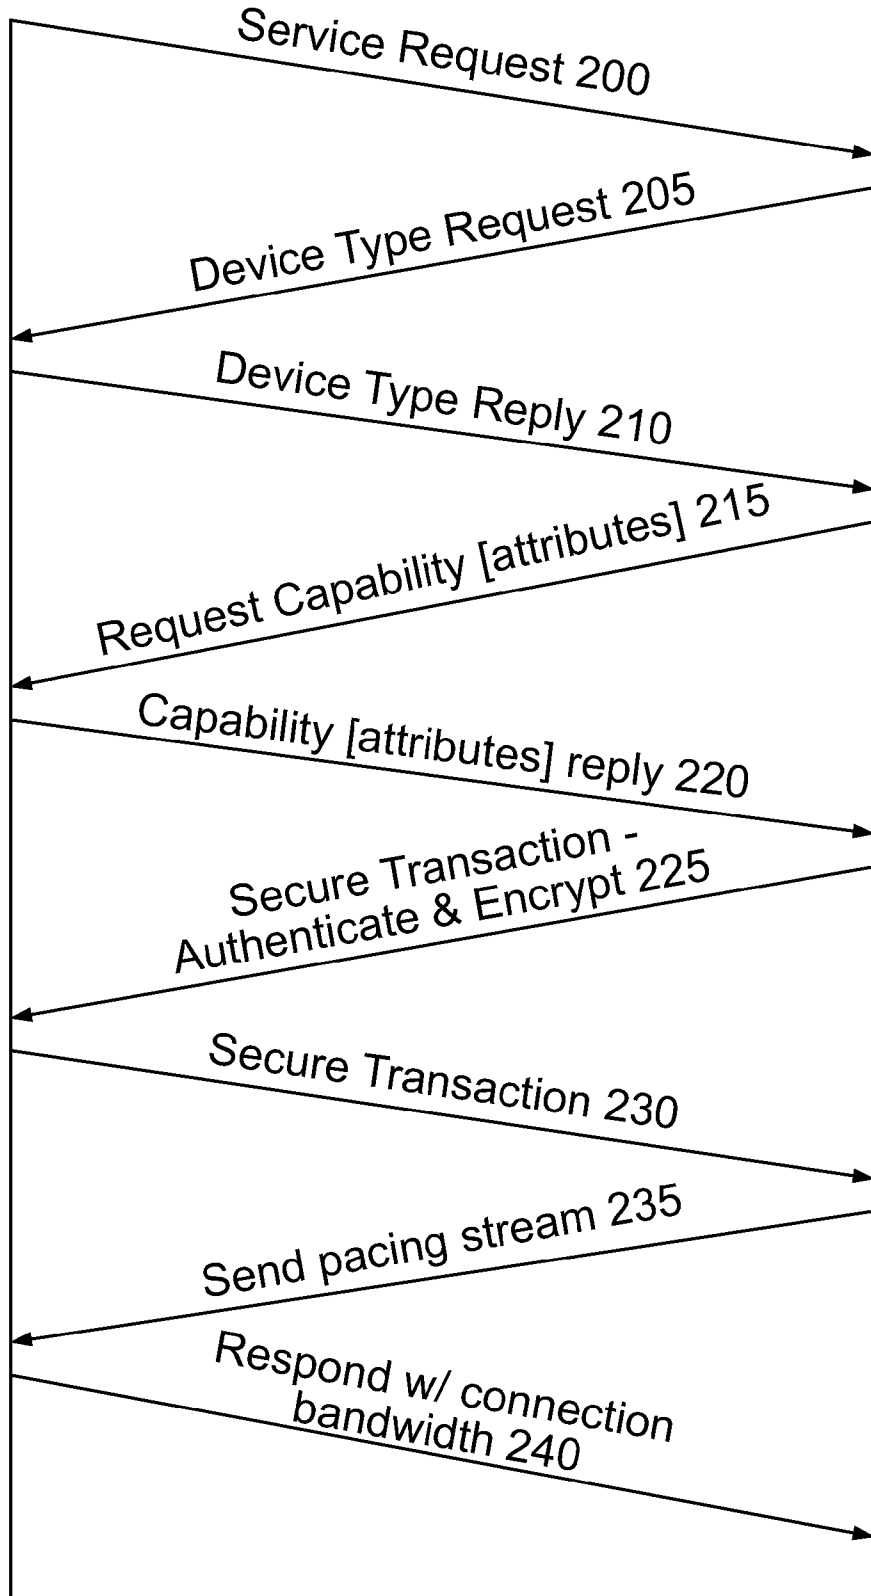 Service Request 200
Device Type Request 205
Device Type Reply 210
Request Capability [attributes] 215
Capability [attributes] reply 220
Secure Transaction -
Authenticate & Encrypt 225
Secure Transaction 230
Send pacing stream 235
Respond w/ connection
bandwidth 240